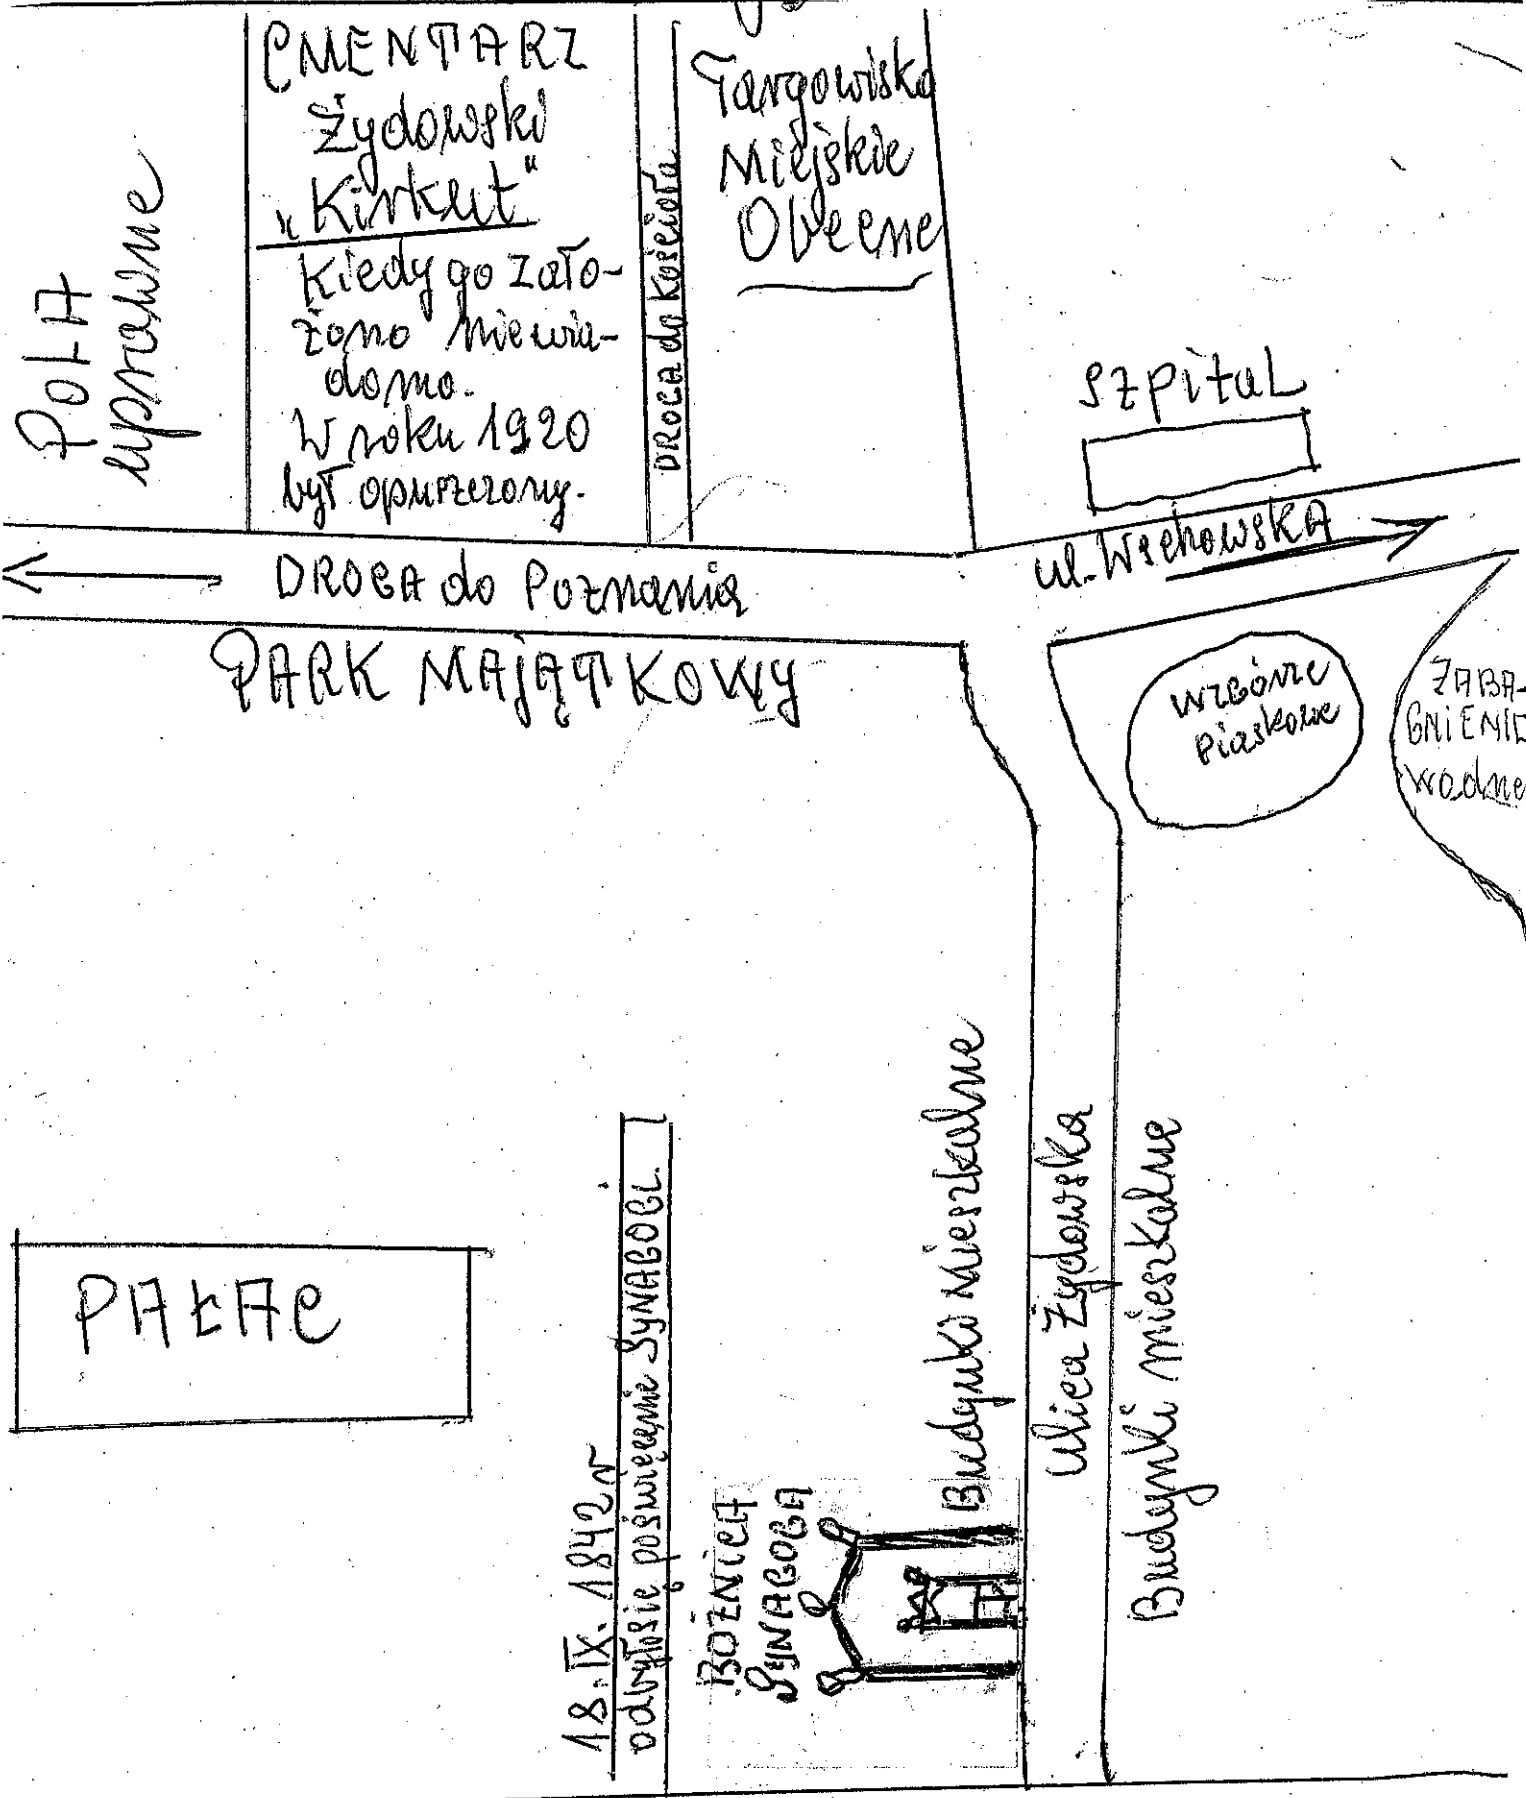 CMENTARZ
Żydowski
„Kirkut"
Kiedy go zało-
żono niewia-
domo.
W roku 1920
był opuszczony.
POLA
uprawne
DROGA do Kościoła
Targowisko
Miejskie
Obecne
SZPITAL
ul. Wschowska
DROGA do Poznania
PARK MAJĄTKOWY
WZGÓRZE
Piaskowe
ZABA-
GNIENIE
Wodne
PAŁAC
18.IX.1842 r
odbyło się poświęcenie SYNAGOGI.
BOŻNICA
SYNAGOGA
Budynki mieszkalne
Ulica Żydowska
Budynki mieszkalne